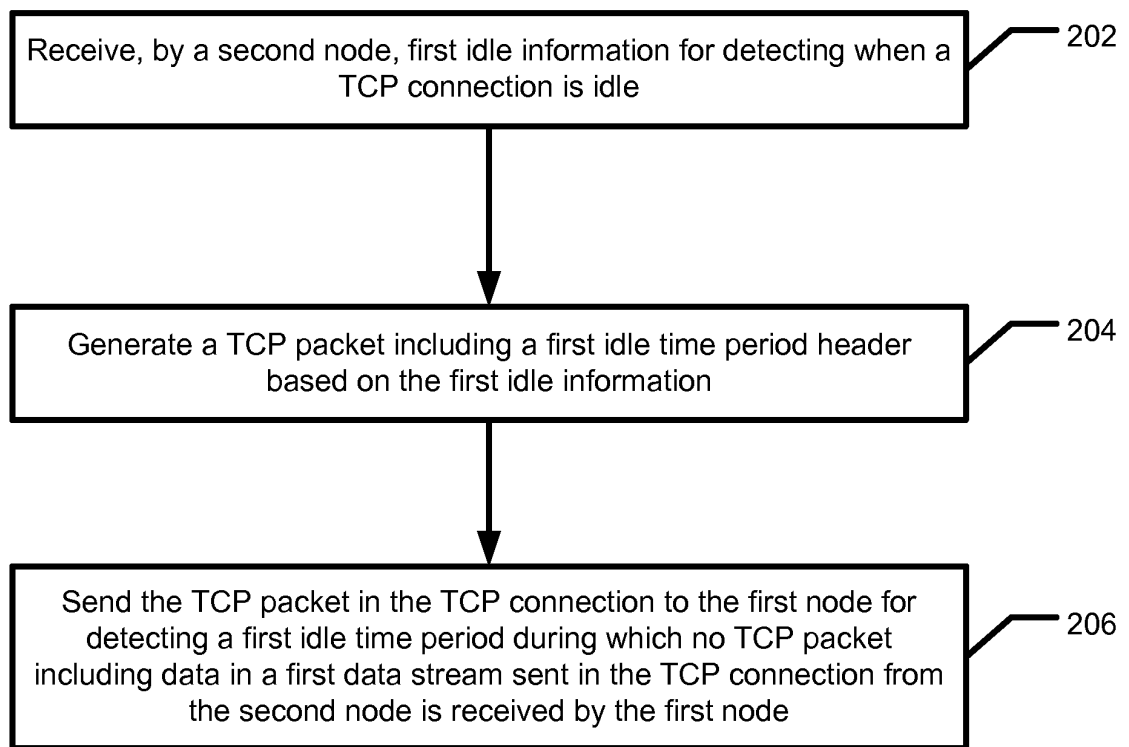 Receive, by a second node, first idle information for detecting when a
TCP connection is idle
202
Generate a TCP packet including a first idle time period header
based on the first idle information
204
Send the TCP packet in the TCP connection to the first node for
detecting a first idle time period during which no TCP packet
including data in a first data stream sent in the TCP connection from
the second node is received by the first node
206